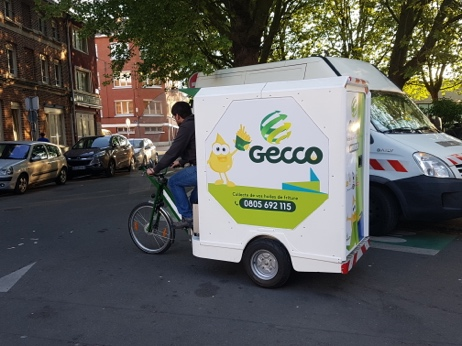 GECCO
Collecte de vos huiles de friture
0805 692 115